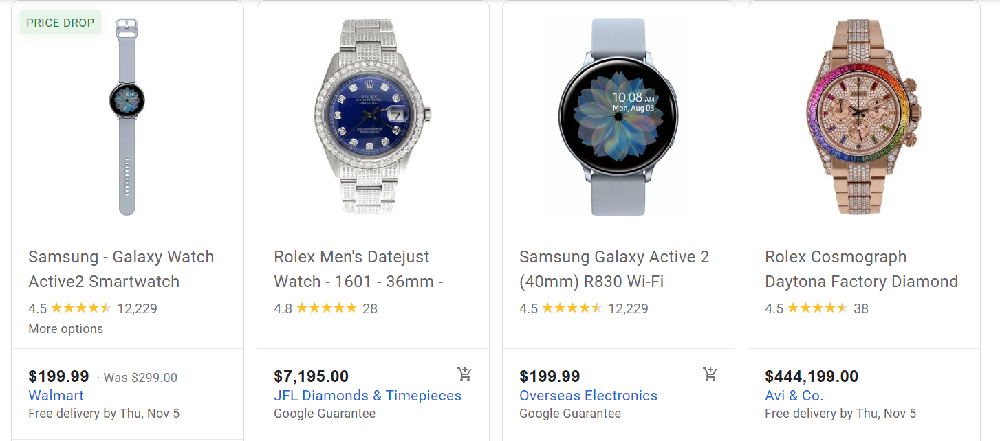 PRICE DROP
10:08
ROLEX
DATEJUST
7
10:08 AM
Mon, Aug 05
ROLEX
Samsung - Galaxy Watch
Active2 Smartwatch
4.5 12,229
More options
$199.99 · Was $299.00
Walmart
Free delivery by Thu, Nov 5
Rolex Men's Datejust
Watch - 1601 - 36mm -
4.8 28
$7,195.00
JFL Diamonds & Timepieces
Google Guarantee
Samsung Galaxy Active 2
(40mm) R830 Wi-Fi
4.5 12,229
$199.99
Overseas Electronics
Google Guarantee
Rolex Cosmograph
Daytona Factory Diamond
4.5 38
$444,199.00
Avi & Co.
Free delivery by Thu, Nov 5